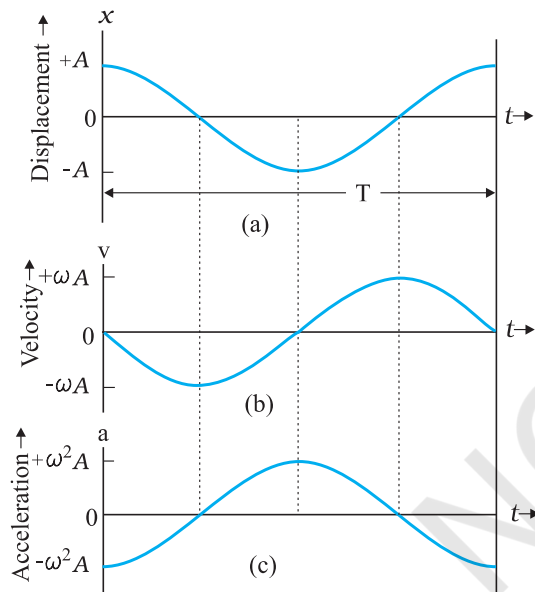 x
Displacement→
+A
0
t→
-A
T
(a)
v
Velocity→
+ωA
0
t→
-ωA
(b)
a
Acceleration→
+ω²A
0
t→
-ω²A
(c)